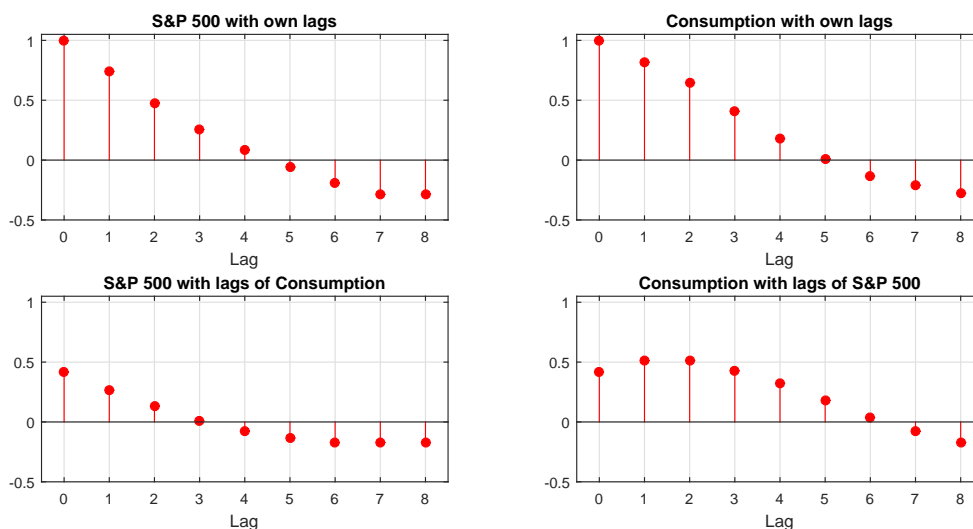 S&P 500 with own lags
1
0.5
0
-0.5
0 1 2 3 4 5 6 7 8
Lag
Consumption with own lags
1
0.5
0
-0.5
0 1 2 3 4 5 6 7 8
Lag
S&P 500 with lags of Consumption
1
0.5
0
-0.5
0 1 2 3 4 5 6 7 8
Lag
Consumption with lags of S&P 500
1
0.5
0
-0.5
0 1 2 3 4 5 6 7 8
Lag